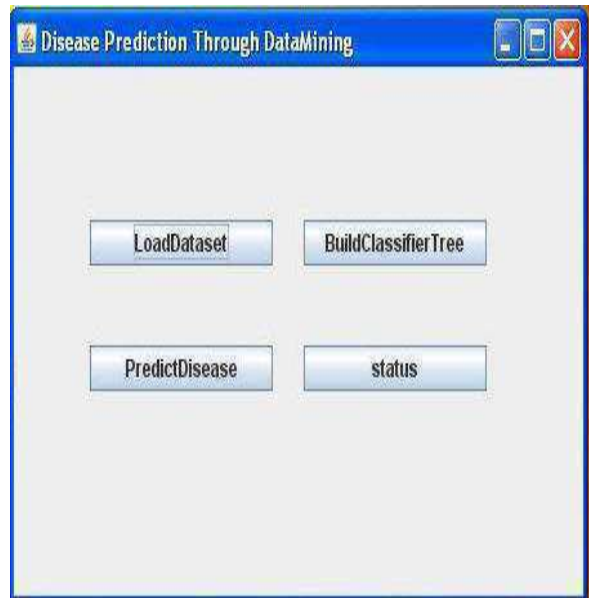 Disease Prediction Through DataMining
LoadDataset BuildClassifierTree
PredictDisease status